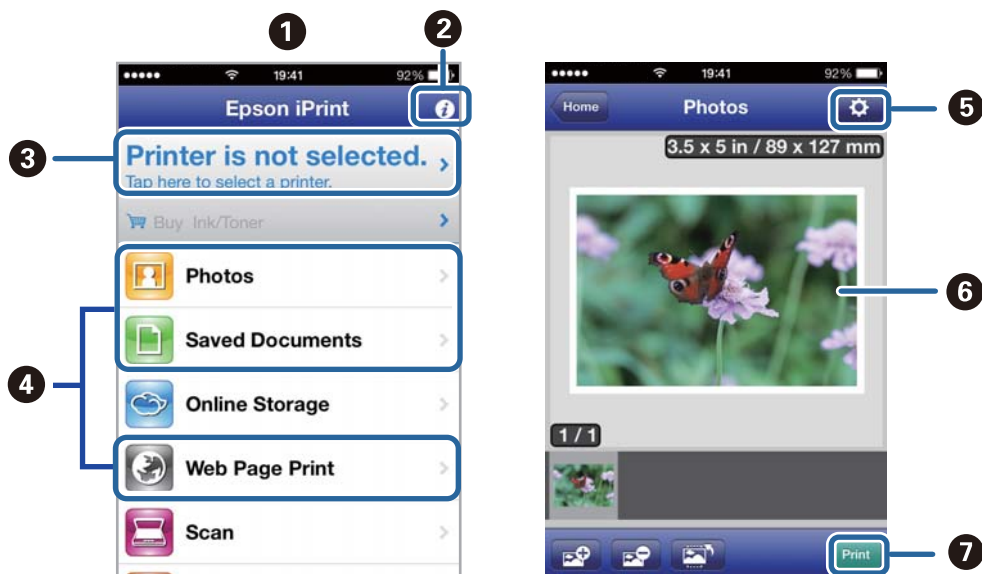 1
2
19:41 92%
Epson iPrint
3
Printer is not selected.
Tap here to select a printer.
Buy Ink/Toner
Photos
Saved Documents
4
Online Storage
Web Page Print
Scan
19:41 92%
Home Photos
5
3.5 x 5 in / 89 x 127 mm
6
1 / 1
Print
7